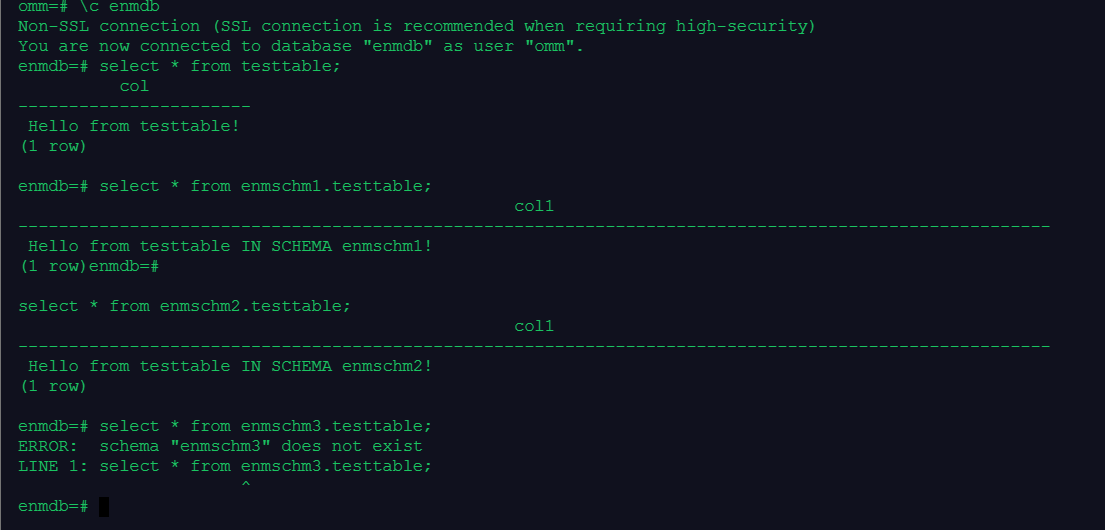 omm=# \c enmdb
Non-SSL connection (SSL connection is recommended when requiring high-security)
You are now connected to database "enmdb" as user "omm".
enmdb=# select * from testtable;
          col
-----------------------
 Hello from testtable!
(1 row)

enmdb=# select * from enmschm1.testtable;
                                                 col1
------------------------------------------------------------------------------------------------------
 Hello from testtable IN SCHEMA enmschm1!
(1 row)enmdb=#

select * from enmschm2.testtable;
                                                 col1
------------------------------------------------------------------------------------------------------
 Hello from testtable IN SCHEMA enmschm2!
(1 row)

enmdb=# select * from enmschm3.testtable;
ERROR:  schema "enmschm3" does not exist
LINE 1: select * from enmschm3.testtable;
                      ^
enmdb=#